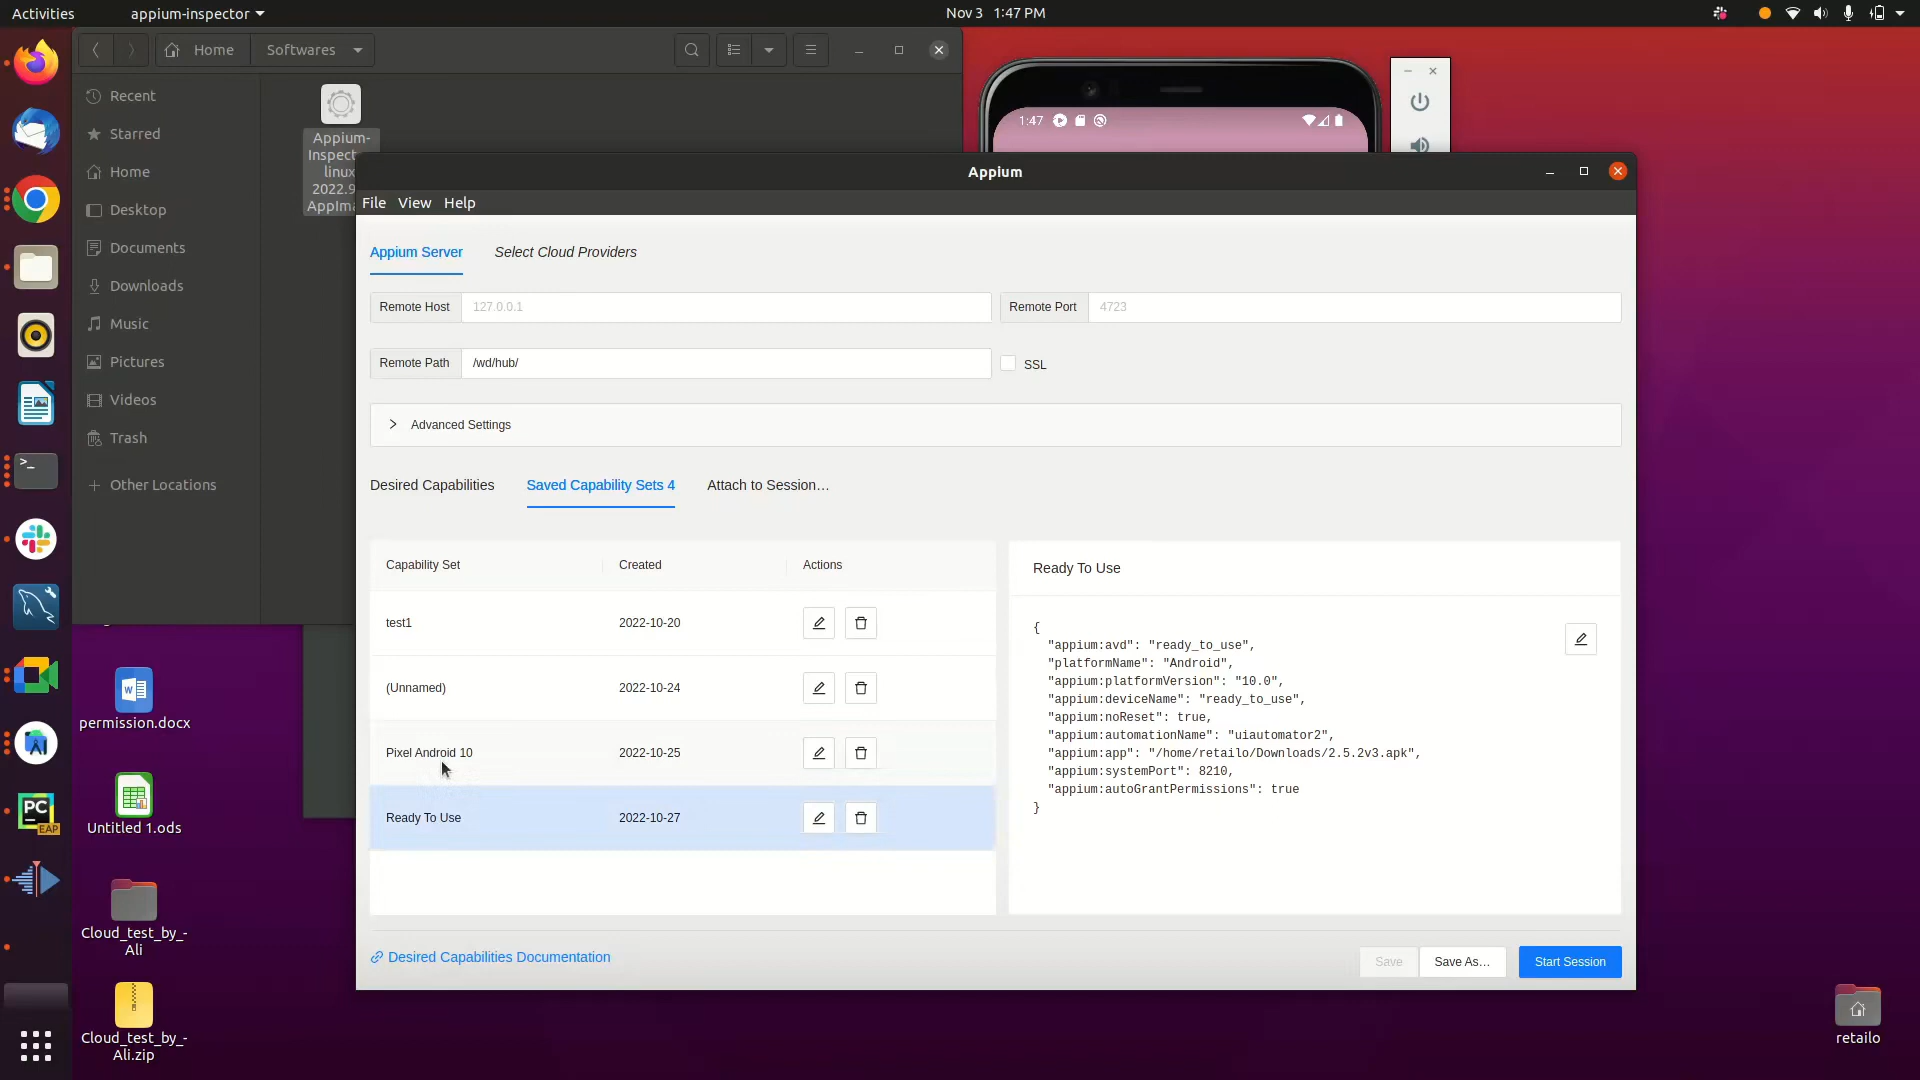 Activities
appium-inspector
Nov 3 1:47 PM
Home
Softwares
Recent
Starred
Home
Desktop
Documents
Downloads
Music
Pictures
Videos
Trash
Other Locations
Appium-
Inspect
linux
2022.9
AppIma
1:47
Appium
File View Help
Appium Server
Select Cloud Providers
Remote Host
127.0.0.1
Remote Port
4723
Remote Path
/wd/hub/
SSL
Advanced Settings
Desired Capabilities
Saved Capability Sets 4
Attach to Session…
Capability Set
Created
Actions
test1
2022-10-20
(Unnamed)
2022-10-24
Pixel Android 10
2022-10-25
Ready To Use
2022-10-27
Ready To Use
{
"appium:avd": "ready_to_use",
"platformName": "Android",
"appium:platformVersion": "10.0",
"appium:deviceName": "ready_to_use",
"appium:noReset": true,
"appium:automationName": "uiautomator2",
"appium:app": "/home/retailo/Downloads/2.5.2v3.apk",
"appium:systemPort": 8210,
"appium:autoGrantPermissions": true
}
Desired Capabilities Documentation
Save
Save As…
Start Session
permission.docx
Untitled 1.ods
Cloud_test_by_-
Ali
Cloud_test_by_-
Ali.zip
retailo
PC
EAP